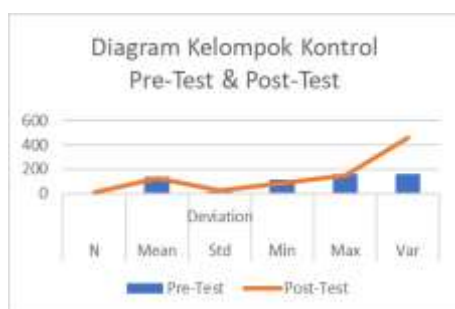 Diagram Kelompok Kontrol
Pre-Test & Post-Test
600
400
200
0
Deviation
N Mean Std Min Max Var
Pre-Test Post-Test